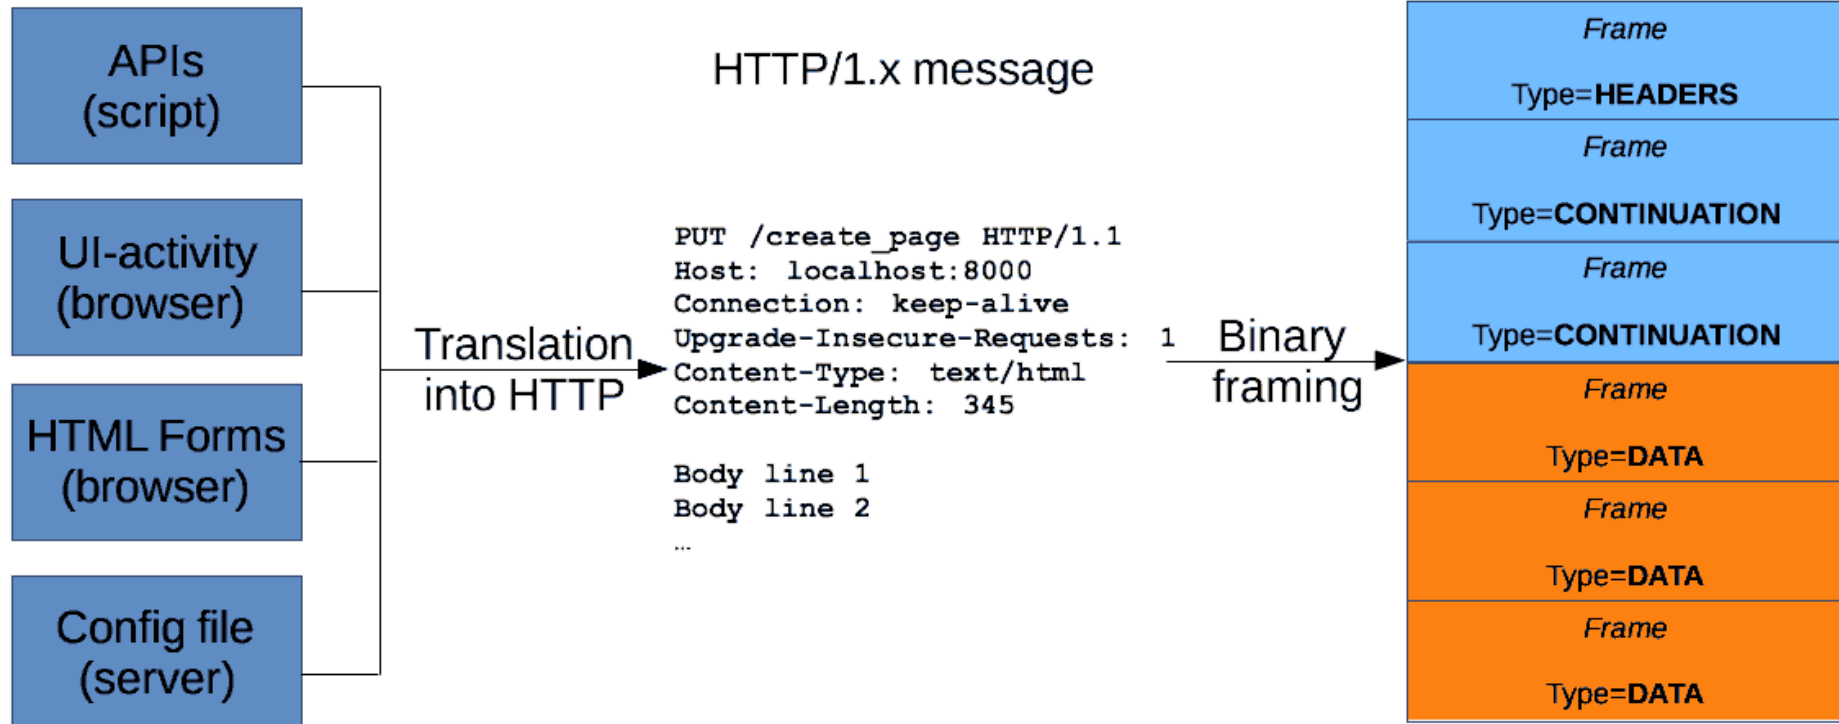 APIs
(script)
UI-activity
(browser)
HTML Forms
(browser)
Config file
(server)
Translation
into HTTP
HTTP/1.x message
PUT /create_page HTTP/1.1
Host: localhost:8000
Connection: keep-alive
Upgrade-Insecure-Requests: 1
Content-Type: text/html
Content-Length: 345
Body line 1
Body line 2
...
Binary
framing
Frame
Type=HEADERS
Frame
Type=CONTINUATION
Frame
Type=CONTINUATION
Frame
Type=DATA
Frame
Type=DATA
Frame
Type=DATA